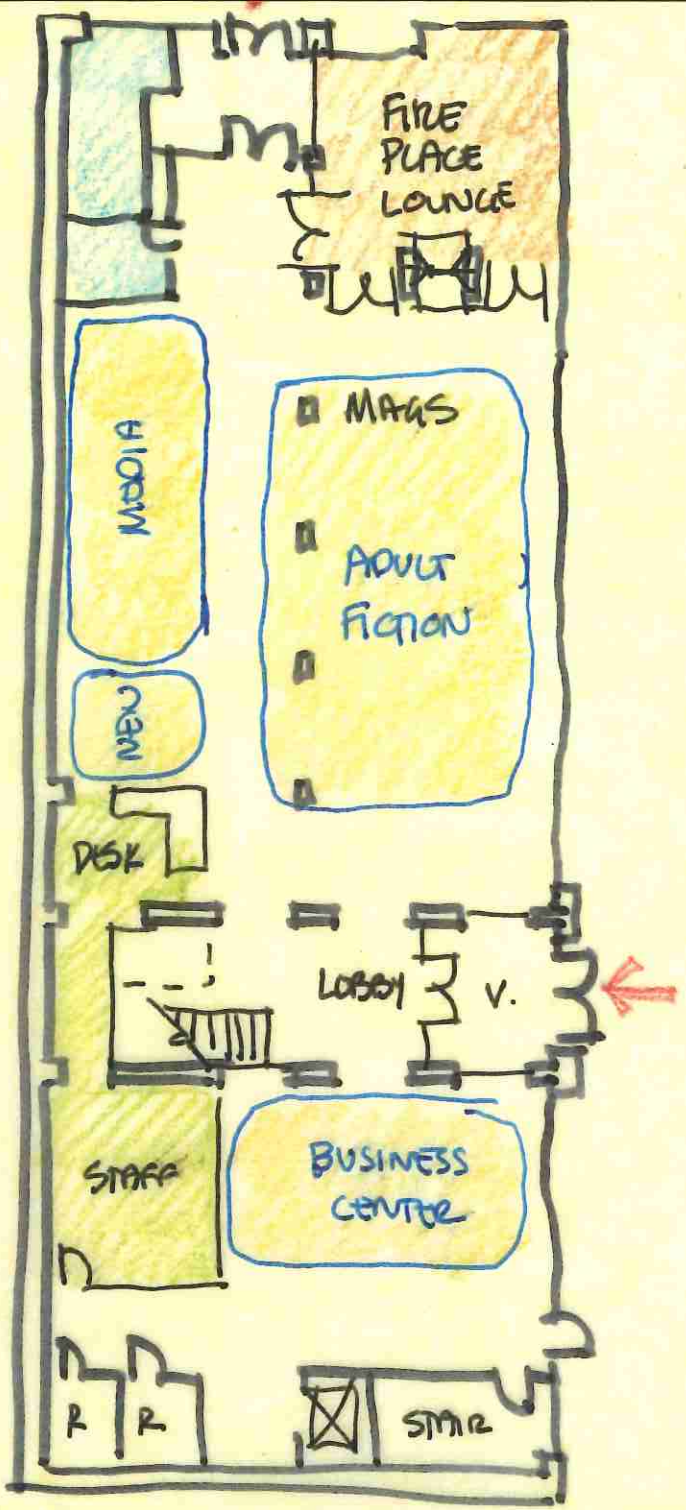 FIRE
PLACE
LOUNGE
MAGS
MEDIA
ADULT
FICTION
NEW
DESK
LOBBY
V.
STAFF
BUSINESS
CENTER
R
R
STAIR